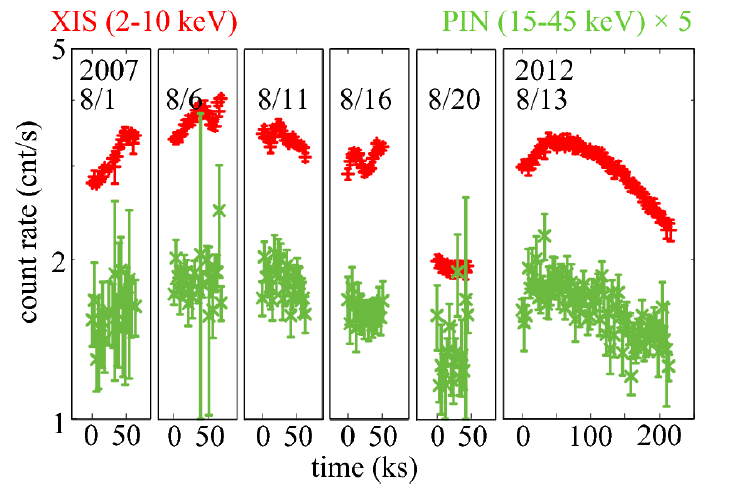 XIS (2-10 keV) PIN (15-45 keV) × 5
5
2007 2012
8/1 8/6 8/11 8/16 8/20 8/13
count rate (cnt/s)
2
1
0 50 0 50 0 50 0 50 0 50 0 100 200
time (ks)